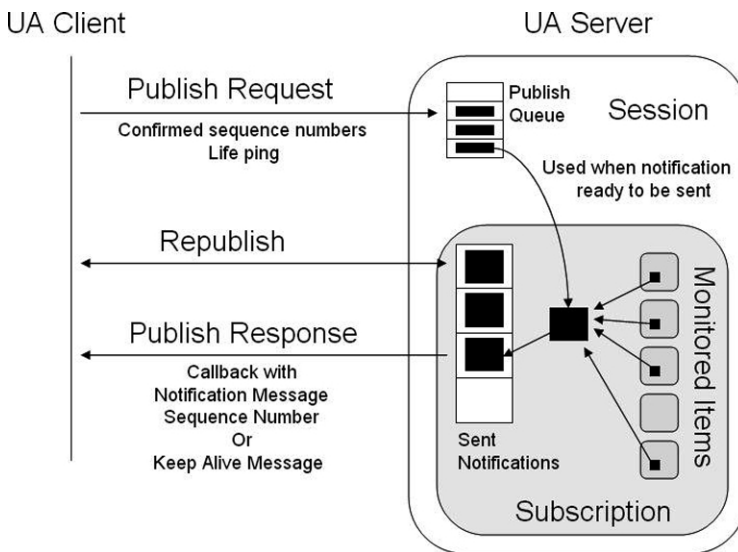 UA Client
UA Server
Publish Request
Confirmed sequence numbers
Life ping
Publish
Queue
Session
Used when notification
ready to be sent
Republish
Publish Response
Callback with
Notification Message
Sequence Number
Or
Keep Alive Message
Sent
Notifications
Monitored Items
Subscription